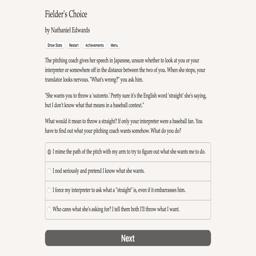 Fielder's Choice
by Nathaniel Edwards
Show Stats Restart Achievements Menu
The pitching coach gives her speech in Japanese, unsure whether to look at you or your
interpreter or somewhere off in the distance between the two of you. When she stops, your
translator looks nervous. "What's wrong?" you ask him.
"She wants you to throw a 'sutorato.' Pretty sure it's the English word 'straight' she's saying,
but I don't know what that means in a baseball context."
What would it mean to throw a straight? If only your interpreter were a baseball fan. You
have to find out what your pitching coach wants somehow. What do you do?
I mime the path of the pitch with my arm to try to figure out what she wants me to do.
I nod seriously and pretend I know what she wants.
I force my interpreter to ask what a "straight" is, even if it embarrasses him.
Who cares what she's asking for? I tell them both I'll throw what I want.
Next